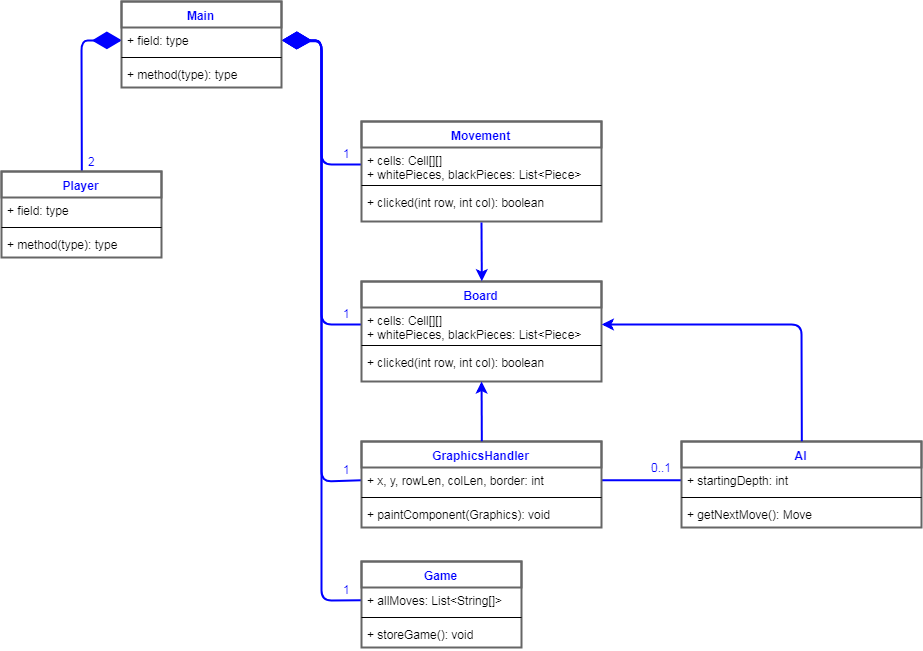 Main
+ field: type
+ method(type): type
2
Player
+ field: type
+ method(type): type
1
Movement
+ cells: Cell[][]
+ whitePieces, blackPieces: List<Piece>
+ clicked(int row, int col): boolean
1
Board
+ cells: Cell[][]
+ whitePieces, blackPieces: List<Piece>
+ clicked(int row, int col): boolean
1
GraphicsHandler
+ x, y, rowLen, colLen, border: int
+ paintComponent(Graphics): void
0..1
AI
+ startingDepth: int
+ getNextMove(): Move
1
Game
+ allMoves: List<String[]>
+ storeGame(): void